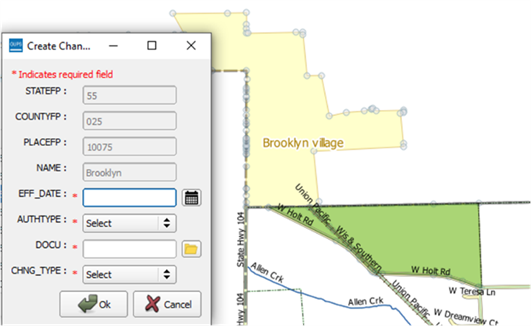 Create Chan...
* Indicates required field
STATEFP : 55
COUNTYFP : 025
PLACEFP : 10075
NAME : Brooklyn
EFF_DATE : *
AUTHTYPE : * Select
DOCU : *
CHNG_TYPE : * Select
Ok Cancel
Brooklyn village
Union Pacific
W Holt Rd
Wis & Southern
State Hwy 104
W Holt Rd
Allen Crk
Union Pacific
W Teresa Ln
Hwy 104
Allen Crk
W Dreamview C